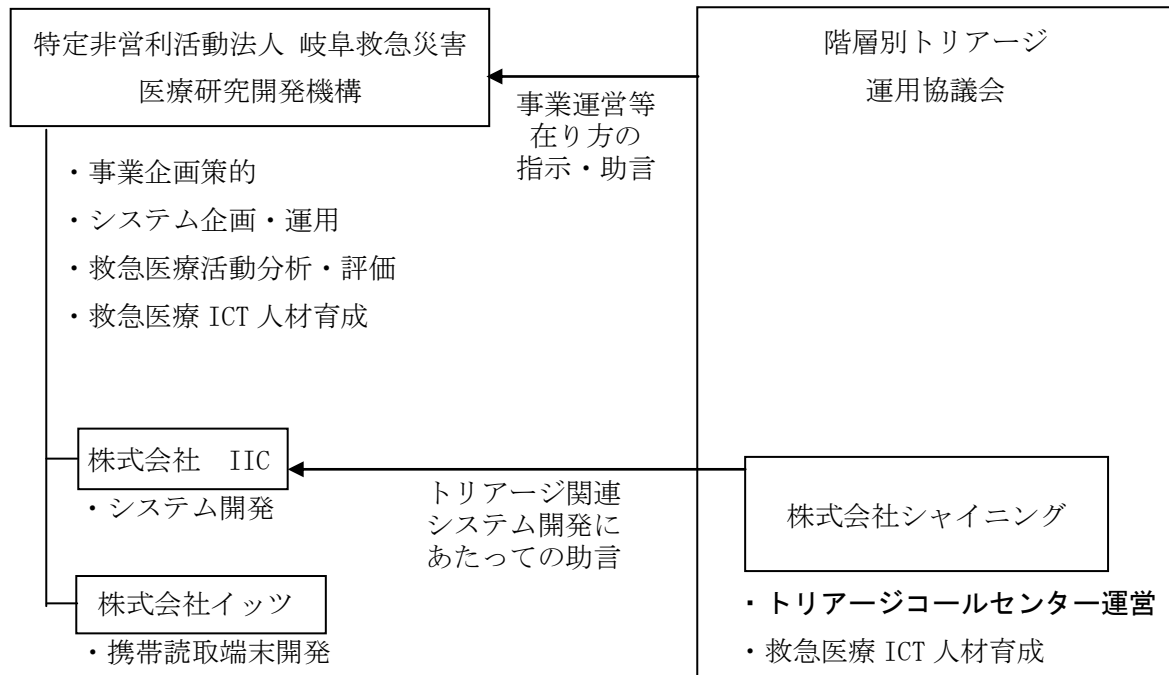 特定非営利活動法人 岐阜救急災害
医療研究開発機構
・事業企画策的
・システム企画・運用
・救急医療活動分析・評価
・救急医療 ICT 人材育成
事業運営等
在り方の
指示・助言
階層別トリアージ
運用協議会
株式会社　IIC
・システム開発
トリアージ関連
システム開発に
あたっての助言
株式会社シャイニング
・トリアージコールセンター運営
・救急医療 ICT 人材育成
株式会社イッツ
・携帯読取端末開発